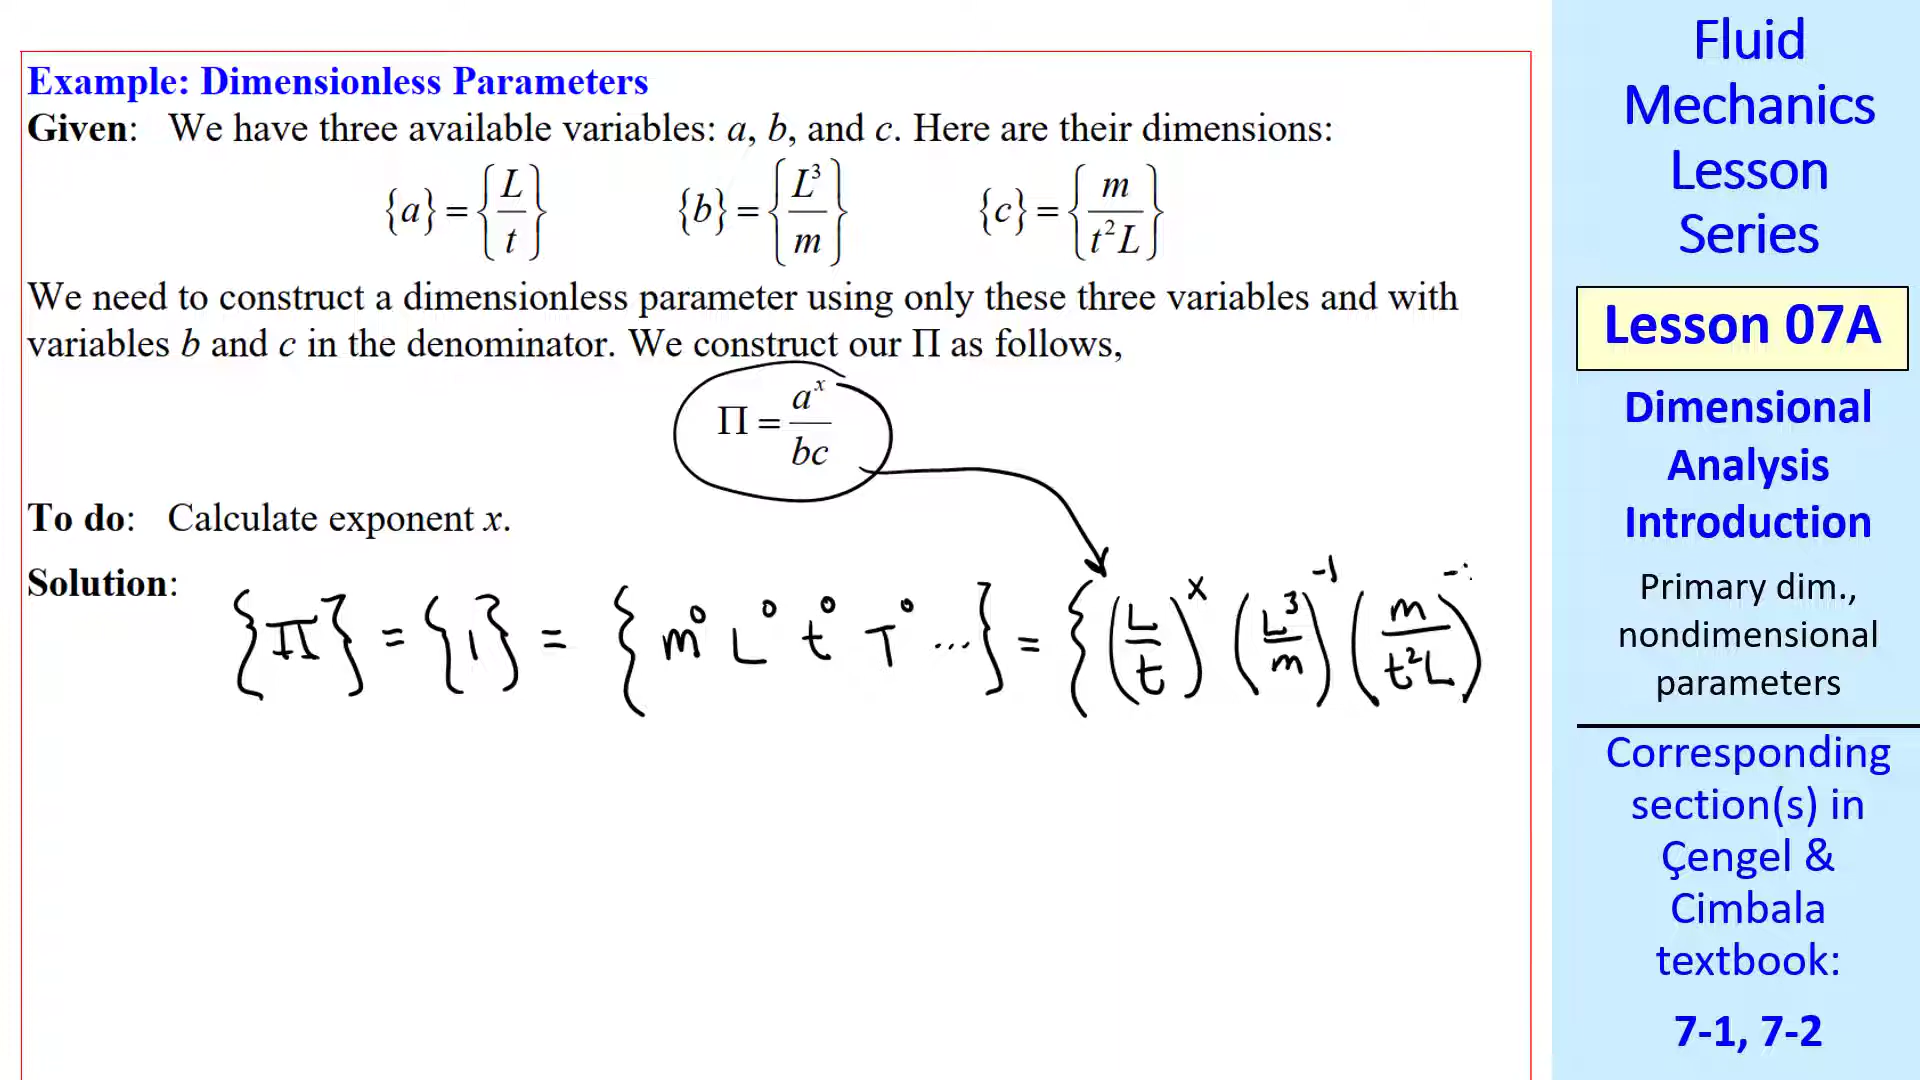 Example: Dimensionless Parameters
Given: We have three available variables: a, b, and c. Here are their dimensions:
{a} = {L/t} {b} = {L³/m} {c} = {m/t²L}
We need to construct a dimensionless parameter using only these three variables and with
variables b and c in the denominator. We construct our Π as follows,
Π = aˣ/bc
To do: Calculate exponent x.
Solution:
{Π} = {1} = {m⁰ L⁰ t⁰ T⁰ ...} = {(L/t)ˣ (L³/m)⁻¹ (m/t²L)
Fluid
Mechanics
Lesson
Series
Lesson 07A
Dimensional
Analysis
Introduction
Primary dim.,
nondimensional
parameters
Corresponding
section(s) in
Çengel &
Cimbala
textbook:
7-1, 7-2